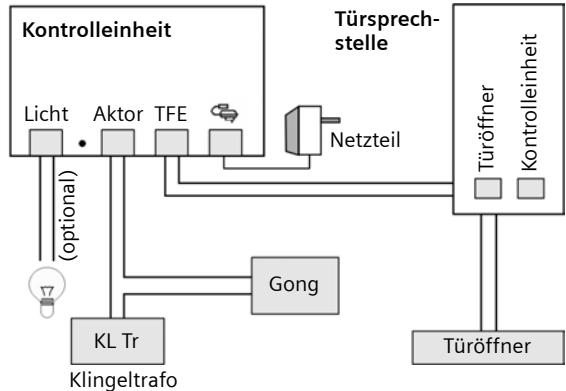 Kontrolleinheit
Türsprech-
stelle
Licht
Aktor
TFE
Netzteil
Türöffner
Kontrolleinheit
(optional)
Gong
KL Tr
Klingeltrafo
Türöffner